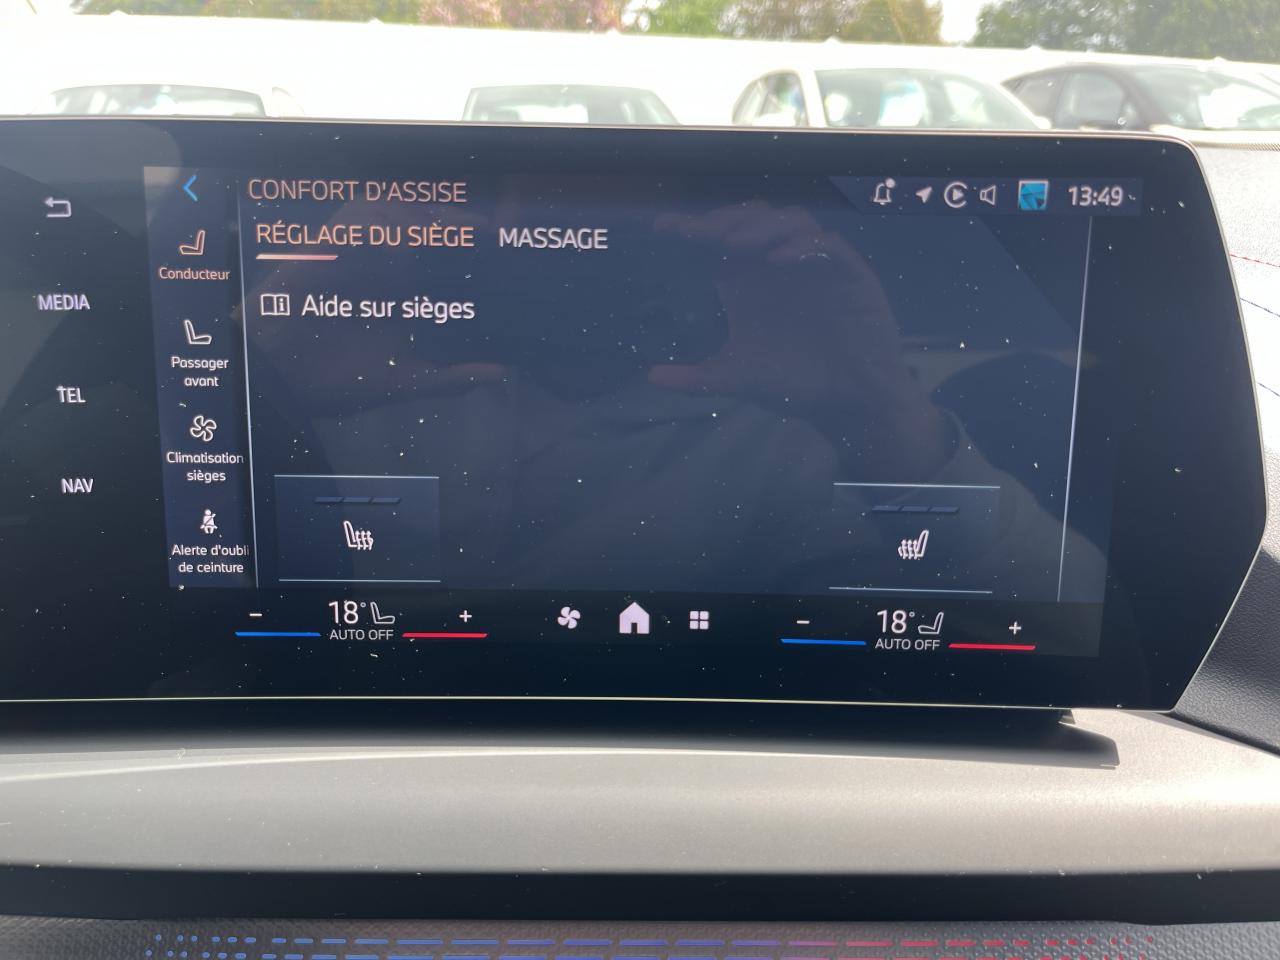 CONFORT D'ASSISE
13:49
RÉGLAGE DU SIÈGE MASSAGE
Conducteur
MEDIA
Aide sur sièges
Passager
avant
TEL
Climatisation
sièges
NAV
Alerte d'oubli
de ceinture
− 18° +
AUTO OFF
− 18° +
AUTO OFF